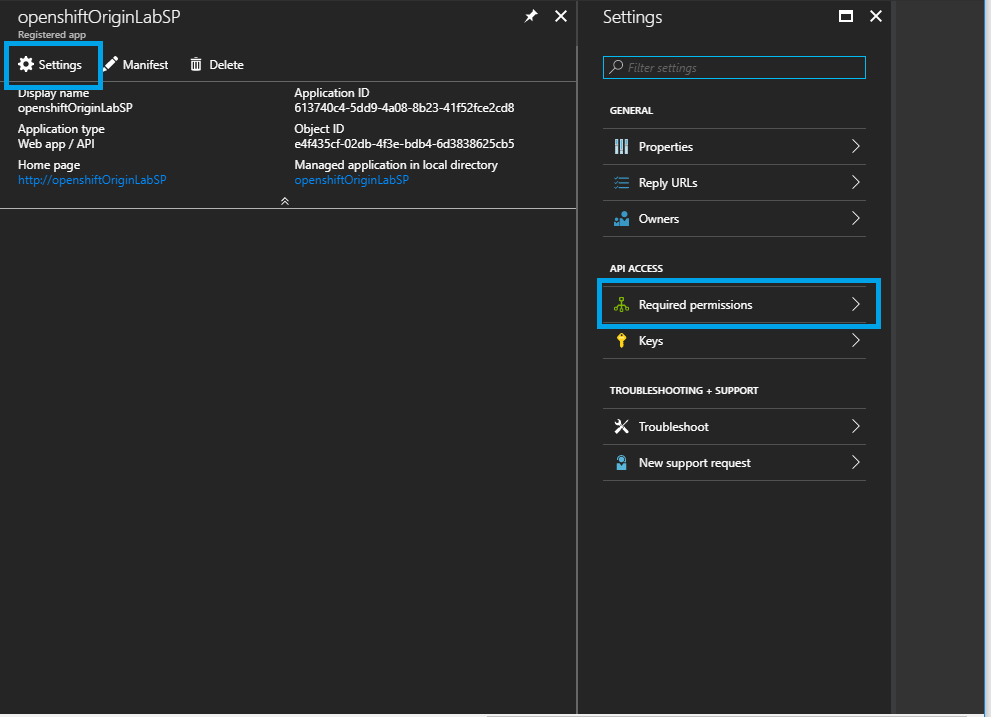 openshiftOriginLabSP
Registered app
Settings
Manifest
Delete
Display name
openshiftOriginLabSP
Application type
Web app / API
Home page
http://openshiftOriginLabSP
Application ID
613740c4-5dd9-4a08-8b23-41f52fce2cd8
Object ID
e4f435cf-02db-4f3e-bdb4-6d3838625cb5
Managed application in local directory
openshiftOriginLabSP
Settings
Filter settings
GENERAL
Properties
Reply URLs
Owners
API ACCESS
Required permissions
Keys
TROUBLESHOOTING + SUPPORT
Troubleshoot
New support request